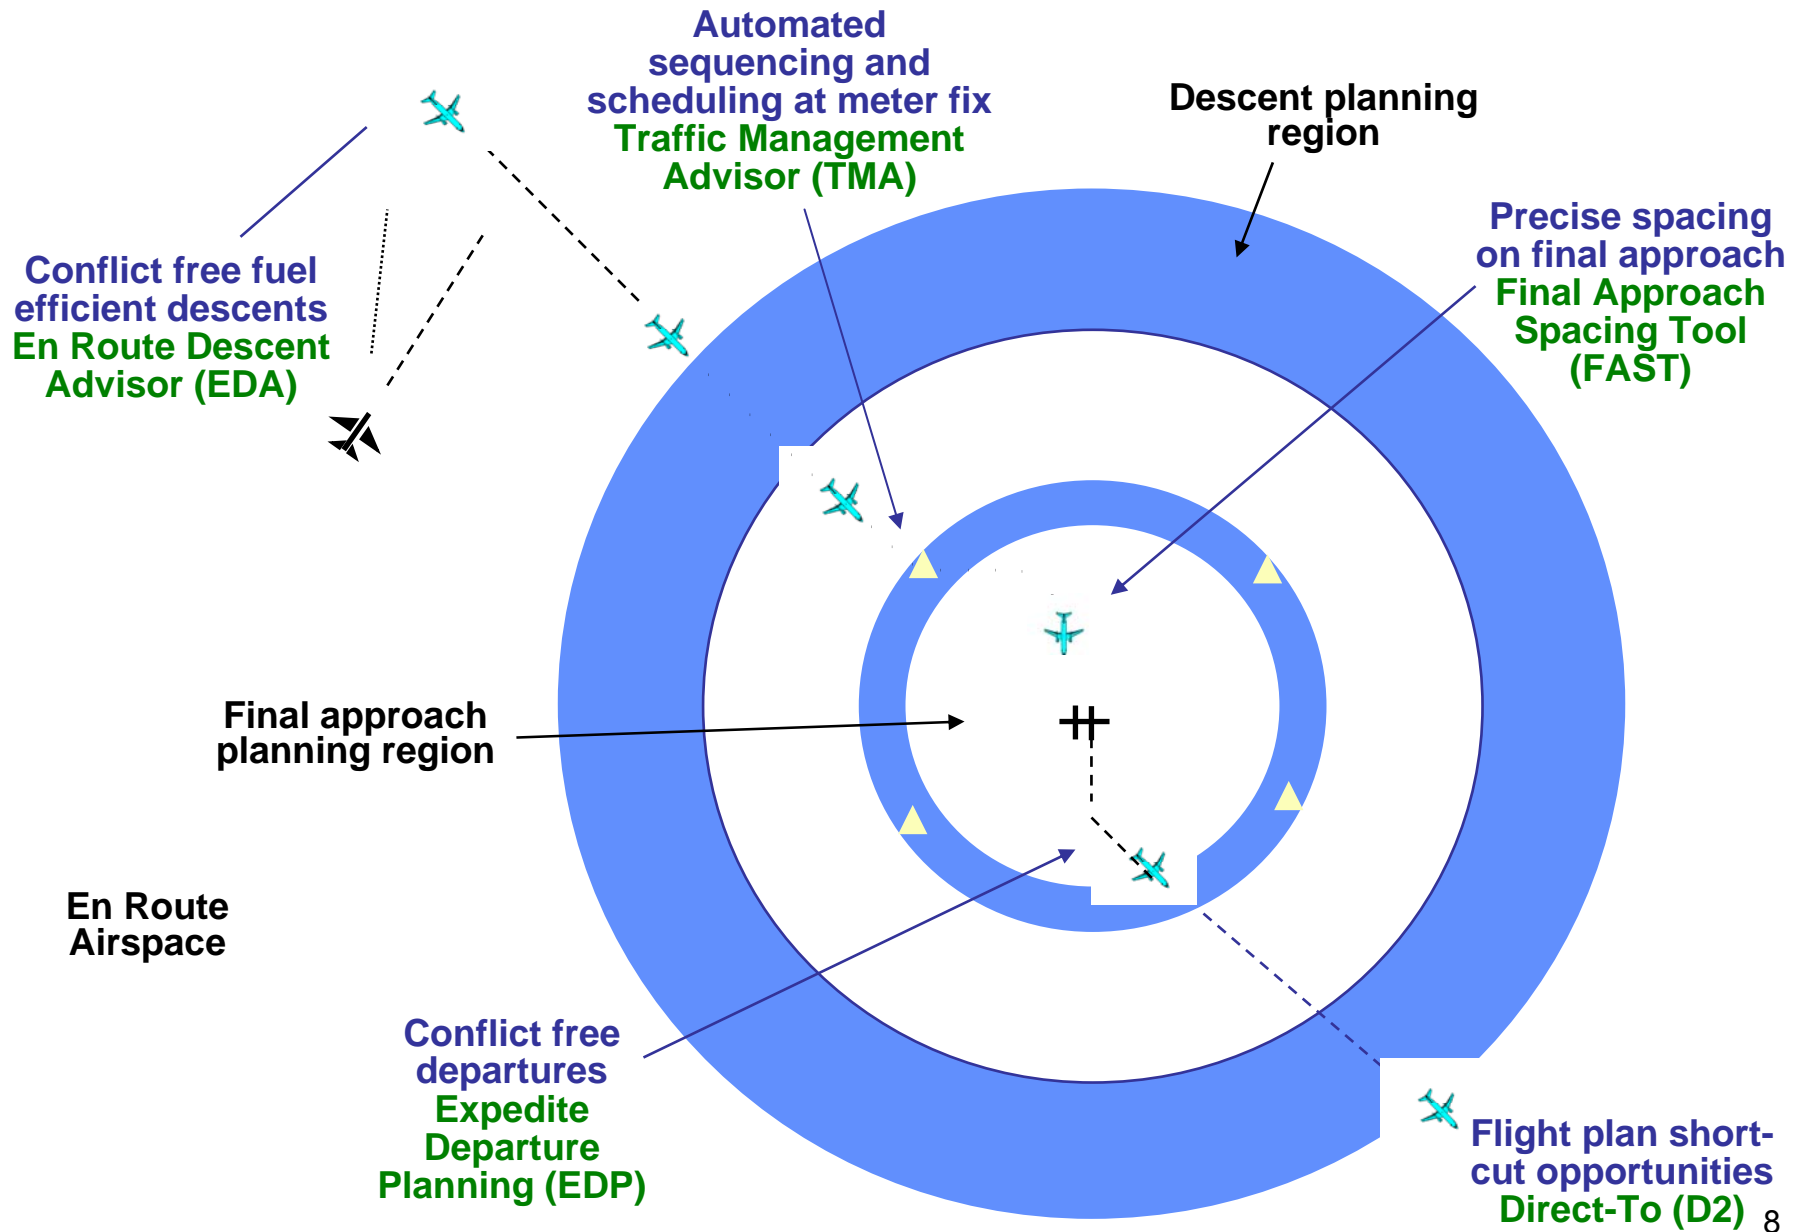 Automated
sequencing and
scheduling at meter fix
Traffic Management
Advisor (TMA)
Descent planning
region
Precise spacing
on final approach
Final Approach
Spacing Tool
(FAST)
Conflict free fuel
efficient descents
En Route Descent
Advisor (EDA)
Final approach
planning region
En Route
Airspace
Conflict free
departures
Expedite
Departure
Planning (EDP)
Flight plan short-
cut opportunities
Direct-To (D2)
8